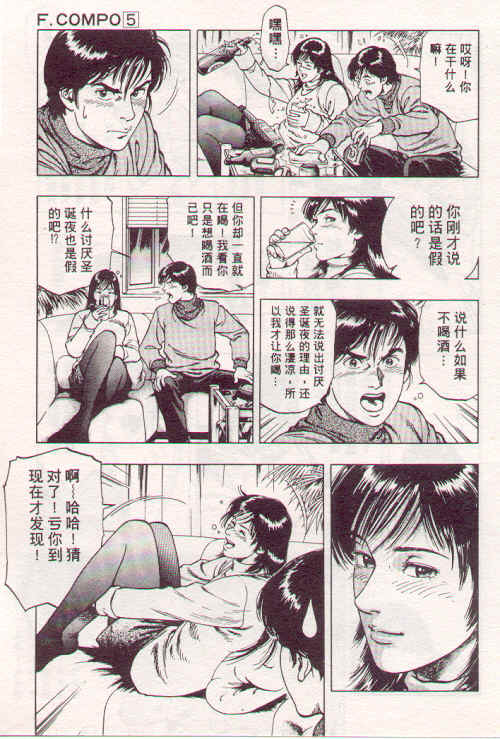 F. COMPO 5
哎呀！你
在干什么
嘛！
嘿嘿…
你刚才说
的话是假
的吧？
但你却一直就
在喝！我看你
只是想喝酒而
己吧！
什么讨厌圣
诞夜也是假
的吧!?
说什么如果
不喝酒…
就无法说出讨厌
圣诞夜的理由，还
说得那么凄凉，所
以我才让你喝…
啊～哈哈！猜
对了！亏你到
现在才发现！